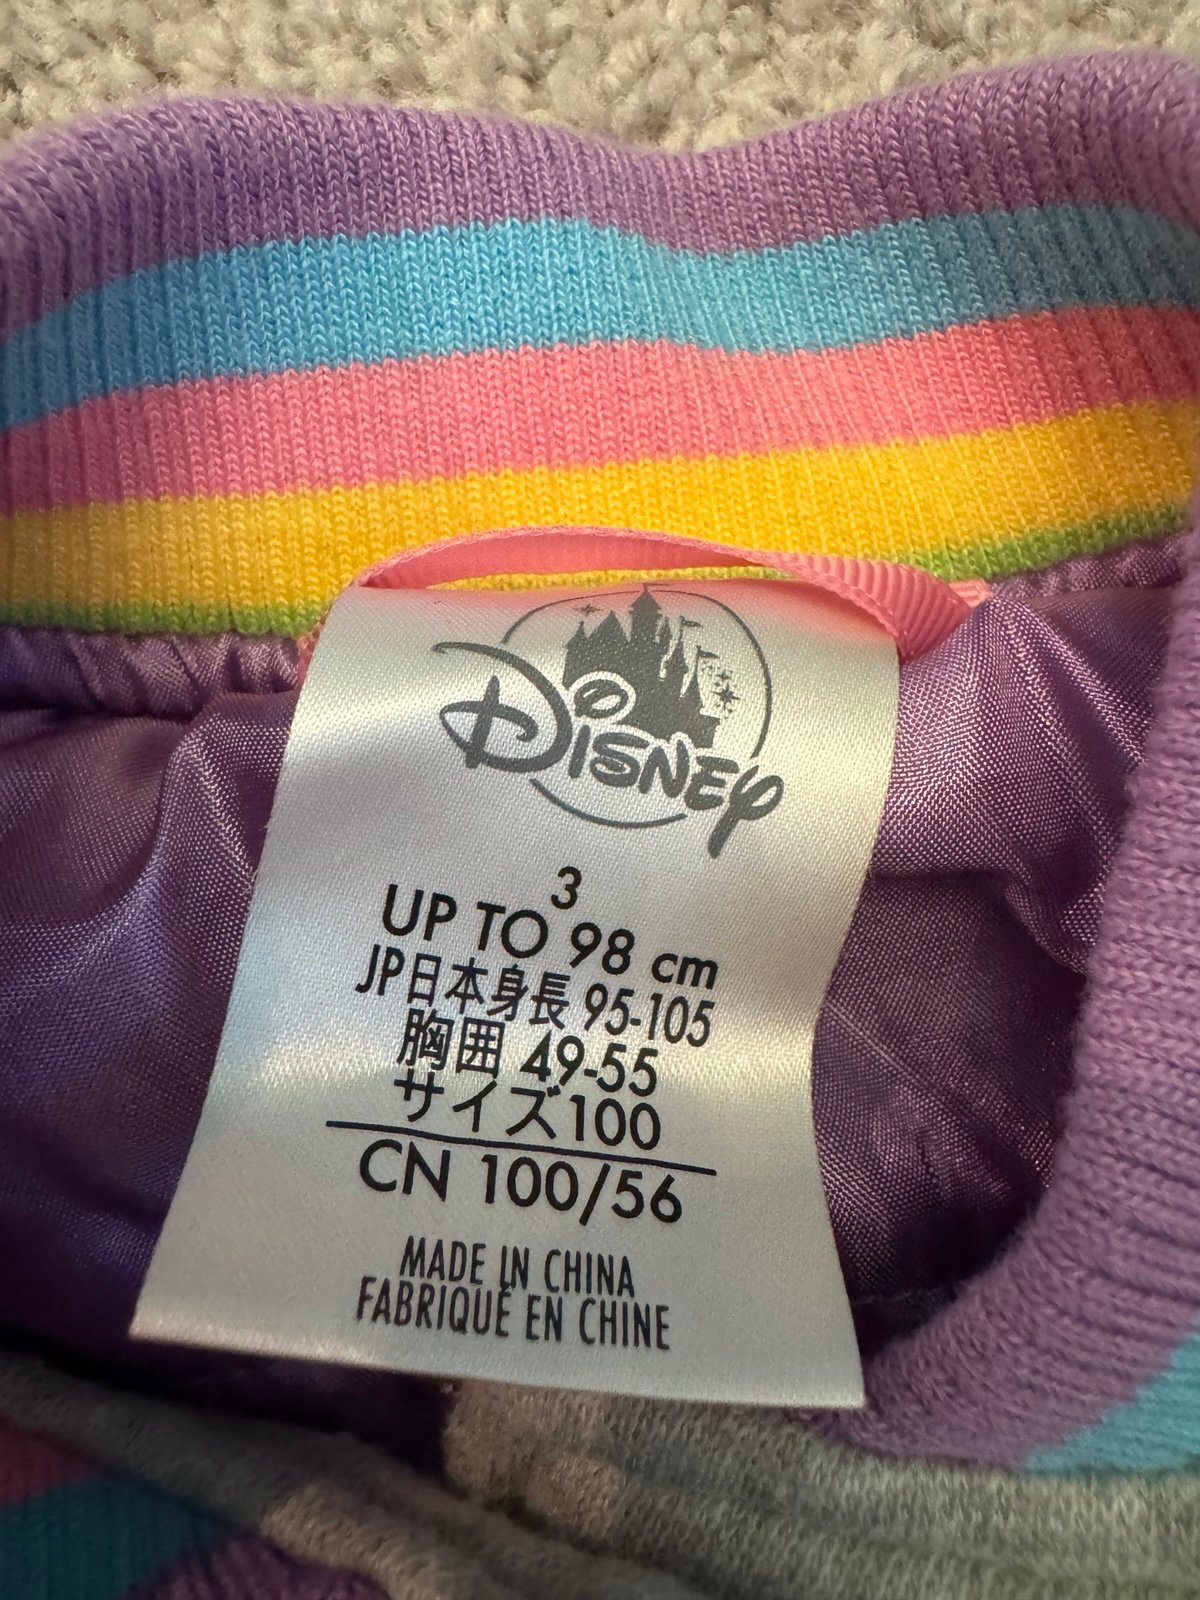 Disney
3
UP TO 98 cm
JP日本身長 95-105
胸囲 49-55
サイズ100
CN 100/56
MADE IN CHINA
FABRIQUÉ EN CHINE